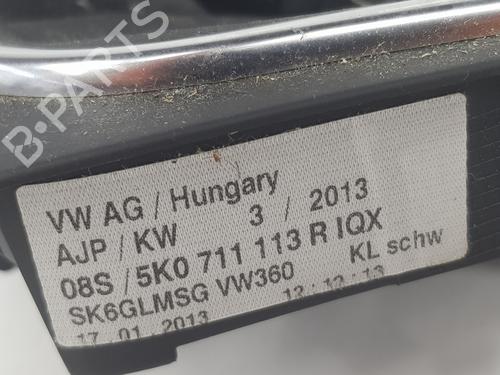 B-PARTS
VW AG / Hungary
AJP / KW 3 / 2013
08S / 5K0 711 113 R IQX
SK6GLMSG VW360 KL schw
17.01.2013 12:12:13